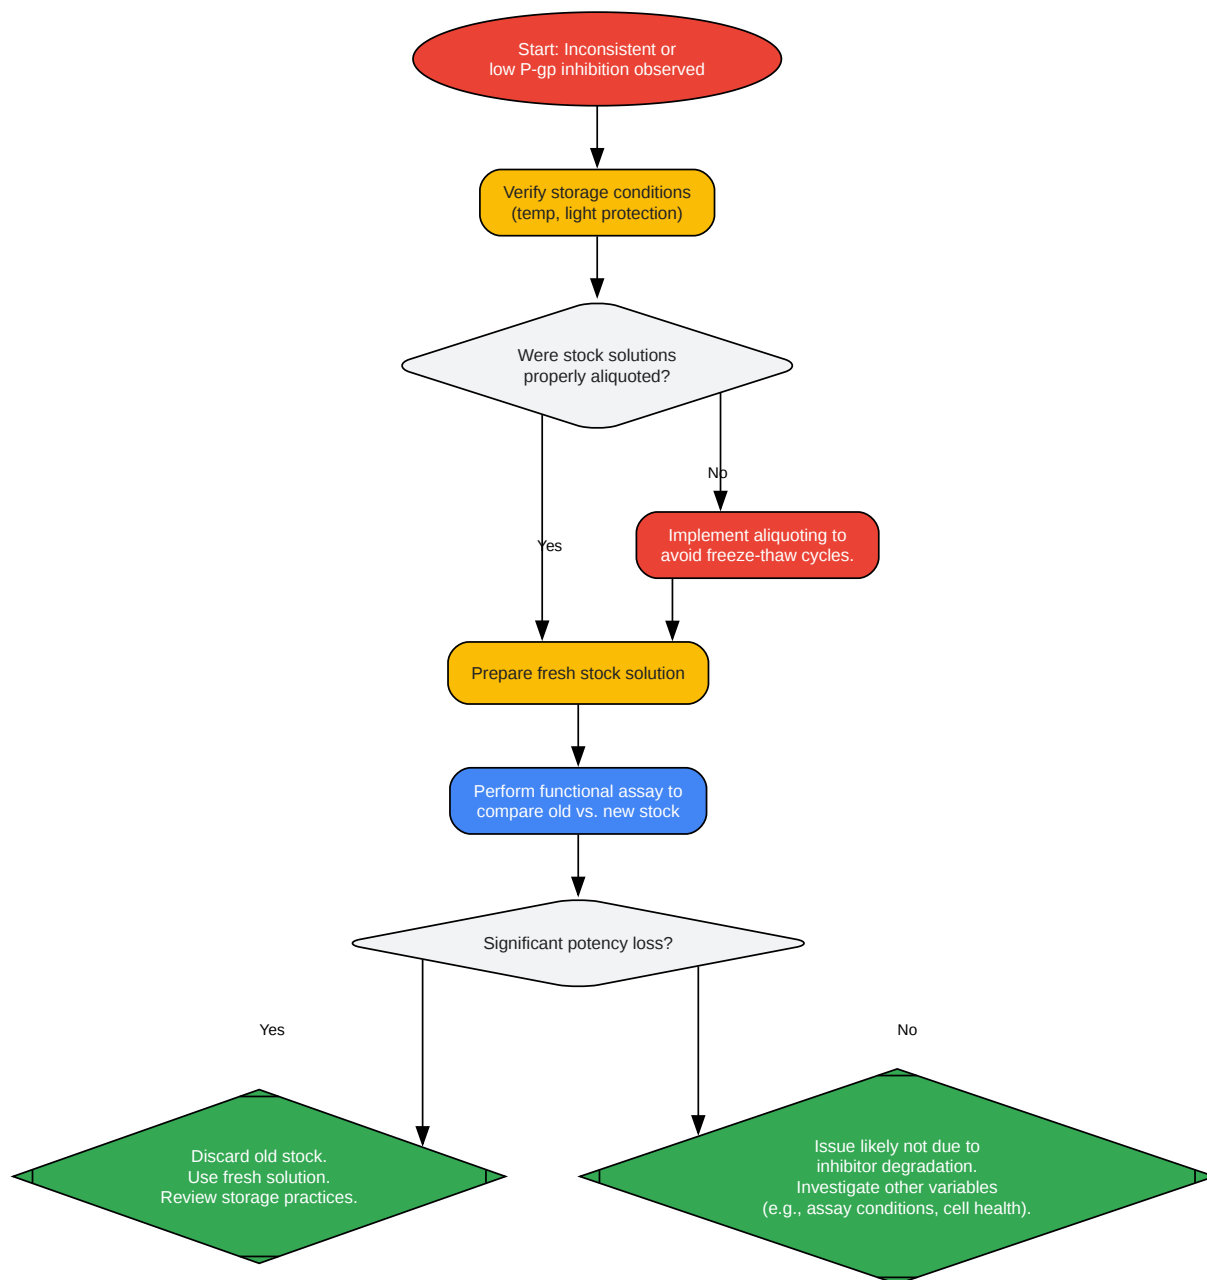 Start: Inconsistent or
low P-gp inhibition observed
Verify storage conditions
(temp, light protection)
Were stock solutions
properly aliquoted?
No
Implement aliquoting to
avoid freeze-thaw cycles.
Yes
Prepare fresh stock solution
Perform functional assay to
compare old vs. new stock
Significant potency loss?
Yes
No
Discard old stock.
Use fresh solution.
Review storage practices.
Issue likely not due to
inhibitor degradation.
Investigate other variables
(e.g., assay conditions, cell health).